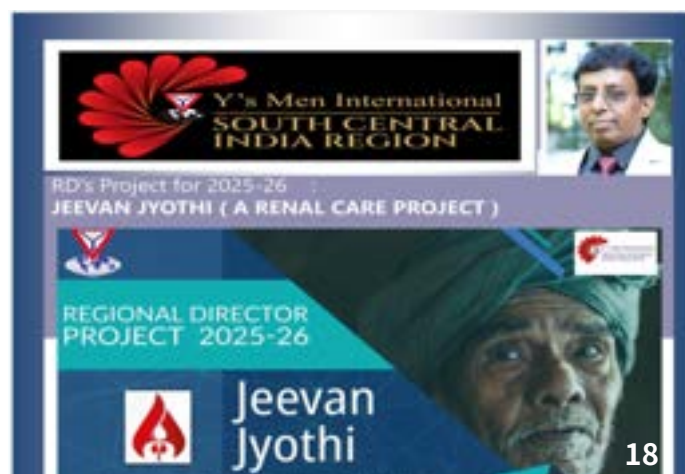 Y's Men International
SOUTH CENTRAL
INDIA REGION
RD's Project for 2025-26 :
JEEVAN JYOTHI ( A RENAL CARE PROJECT )
REGIONAL DIRECTOR
PROJECT 2025-26
Jeevan
Jyothi
18